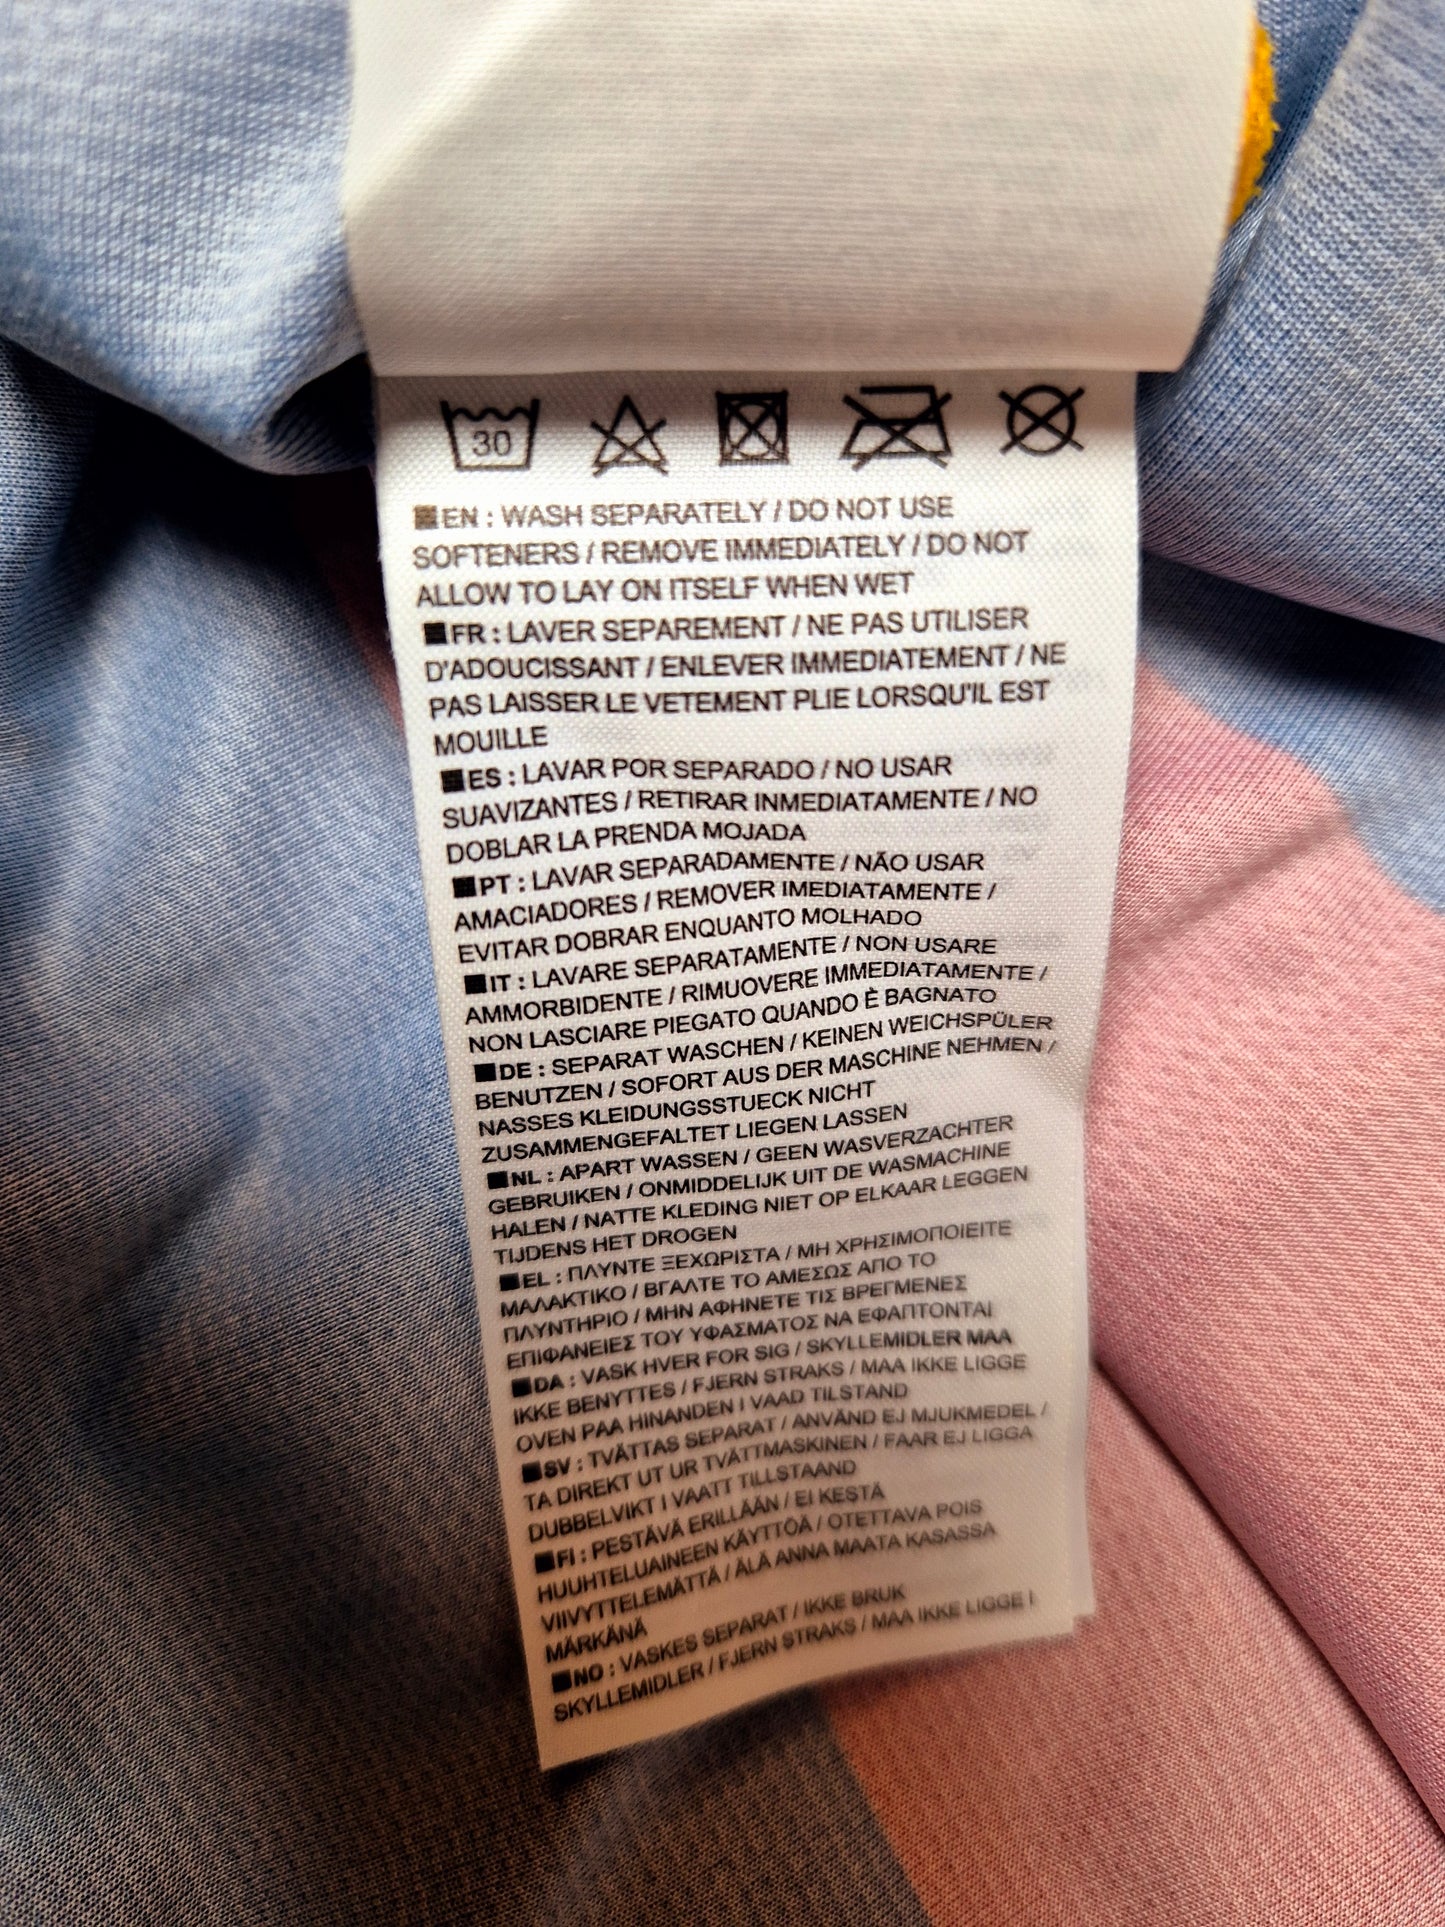 30
EN : WASH SEPARATELY / DO NOT USE
SOFTENERS / REMOVE IMMEDIATELY / DO NOT
ALLOW TO LAY ON ITSELF WHEN WET
FR : LAVER SEPAREMENT / NE PAS UTILISER
D'ADOUCISSANT / ENLEVER IMMEDIATEMENT / NE
PAS LAISSER LE VETEMENT PLIE LORSQU'IL EST
MOUILLE
ES : LAVAR POR SEPARADO / NO USAR
SUAVIZANTES / RETIRAR INMEDIATAMENTE / NO
DOBLAR LA PRENDA MOJADA
PT : LAVAR SEPARADAMENTE / NÃO USAR
AMACIADORES / REMOVER IMEDIATAMENTE /
EVITAR DOBRAR ENQUANTO MOLHADO
IT : LAVARE SEPARATAMENTE / NON USARE
AMMORBIDENTE / RIMUOVERE IMMEDIATAMENTE /
NON LASCIARE PIEGATO QUANDO È BAGNATO
DE : SEPARAT WASCHEN / KEINEN WEICHSPÜLER
BENUTZEN / SOFORT AUS DER MASCHINE NEHMEN /
NASSES KLEIDUNGSSTUECK NICHT
ZUSAMMENGEFALTET LIEGEN LASSEN
NL : APART WASSEN / GEEN WASVERZACHTER
GEBRUIKEN / ONMIDDELIJK UIT DE WASMACHINE
HALEN / NATTE KLEDING NIET OP ELKAAR LEGGEN
TIJDENS HET DROGEN
EL : ΠΛΥΝΤΕ ΞΕΧΩΡΙΣΤΑ / ΜΗ ΧΡΗΣΙΜΟΠΟΙΕΙΤΕ
ΜΑΛΑΚΤΙΚΟ / ΒΓΑΛΤΕ ΤΟ ΑΜΕΣΩΣ ΑΠΟ ΤΟ
ΠΛΥΝΤΗΡΙΟ / ΜΗΝ ΑΦΗΝΕΤΕ ΤΙΣ ΒΡΕΓΜΕΝΕΣ
ΕΠΙΦΑΝΕΙΕΣ ΤΟΥ ΥΦΑΣΜΑΤΟΣ ΝΑ ΕΦΑΠΤΟΝΤΑΙ
DA : VASK HVER FOR SIG / SKYLLEMIDLER MAA
IKKE BENYTTES / FJERN STRAKS / MAA IKKE LIGGE
OVEN PAA HINANDEN I VAAD TILSTAND
SV : TVÄTTAS SEPARAT / ANVÄND EJ MJUKMEDEL /
TA DIREKT UT UR TVÄTTMASKINEN / FAAR EJ LIGGA
DUBBELVIKT I VAATT TILLSTAAND
FI : PESTÄVÄ ERILLÄÄN / EI KESTÄ
HUUHTELUAINEEN KÄYTTÖÄ / OTETTAVA POIS
VIIVYTTELEMÄTTÄ / ÄLÄ ANNA MAATA KASASSA
MÄRKÄNÄ
NO : VASKES SEPARAT / IKKE BRUK
SKYLLEMIDLER / FJERN STRAKS / MAA IKKE LIGGE I